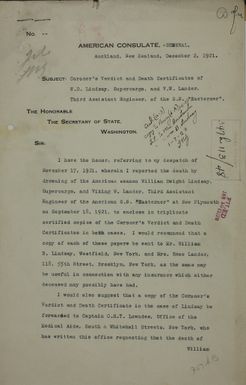 No. --
AMERICAN CONSULATE, -GENERAL
Auckland, New Zealand, December 2, 1921.
SUBJECT: Coroner's Verdict and Death Certificates of
W.D. Lindsay, Supercargo, and V.W. Lander,
Third Assistant Engineer, of the S.S. "Easterner".
THE HONORABLE
THE SECRETARY OF STATE,
WASHINGTON.
SIR:
I have the honor, referring to my despatch of
November 17, 1921, wherein I reported the death by
drowning of the American seamen William Dwight Lindsay,
Supercargo, and Viking W. Lander, Third Assistant
Engineer of the American S.S. "Easterner" at New Plymouth
on September 18, 1921, to enclose in triplicate
certified copies of the Coroner's Verdict and Death
Certificates in both cases. I would recommend that a
copy of each of these papers be sent to Mr. William
B. Lindsay, Westfield, New York, and Mrs. Rose Lander,
118, 55th Street, Brooklyn, New York, as the same may
be useful in connection with any insurance which either
deceased may possibly have had.
I would also suggest that a copy of the Coroner's
Verdict and Death Certificate in the case of Lindsay be
forwarded to Captain C.H.T. Lowndes, Office of the
Medical Aide, South & Whitehall Streets, New York, who
has written this office requesting that the death of
William